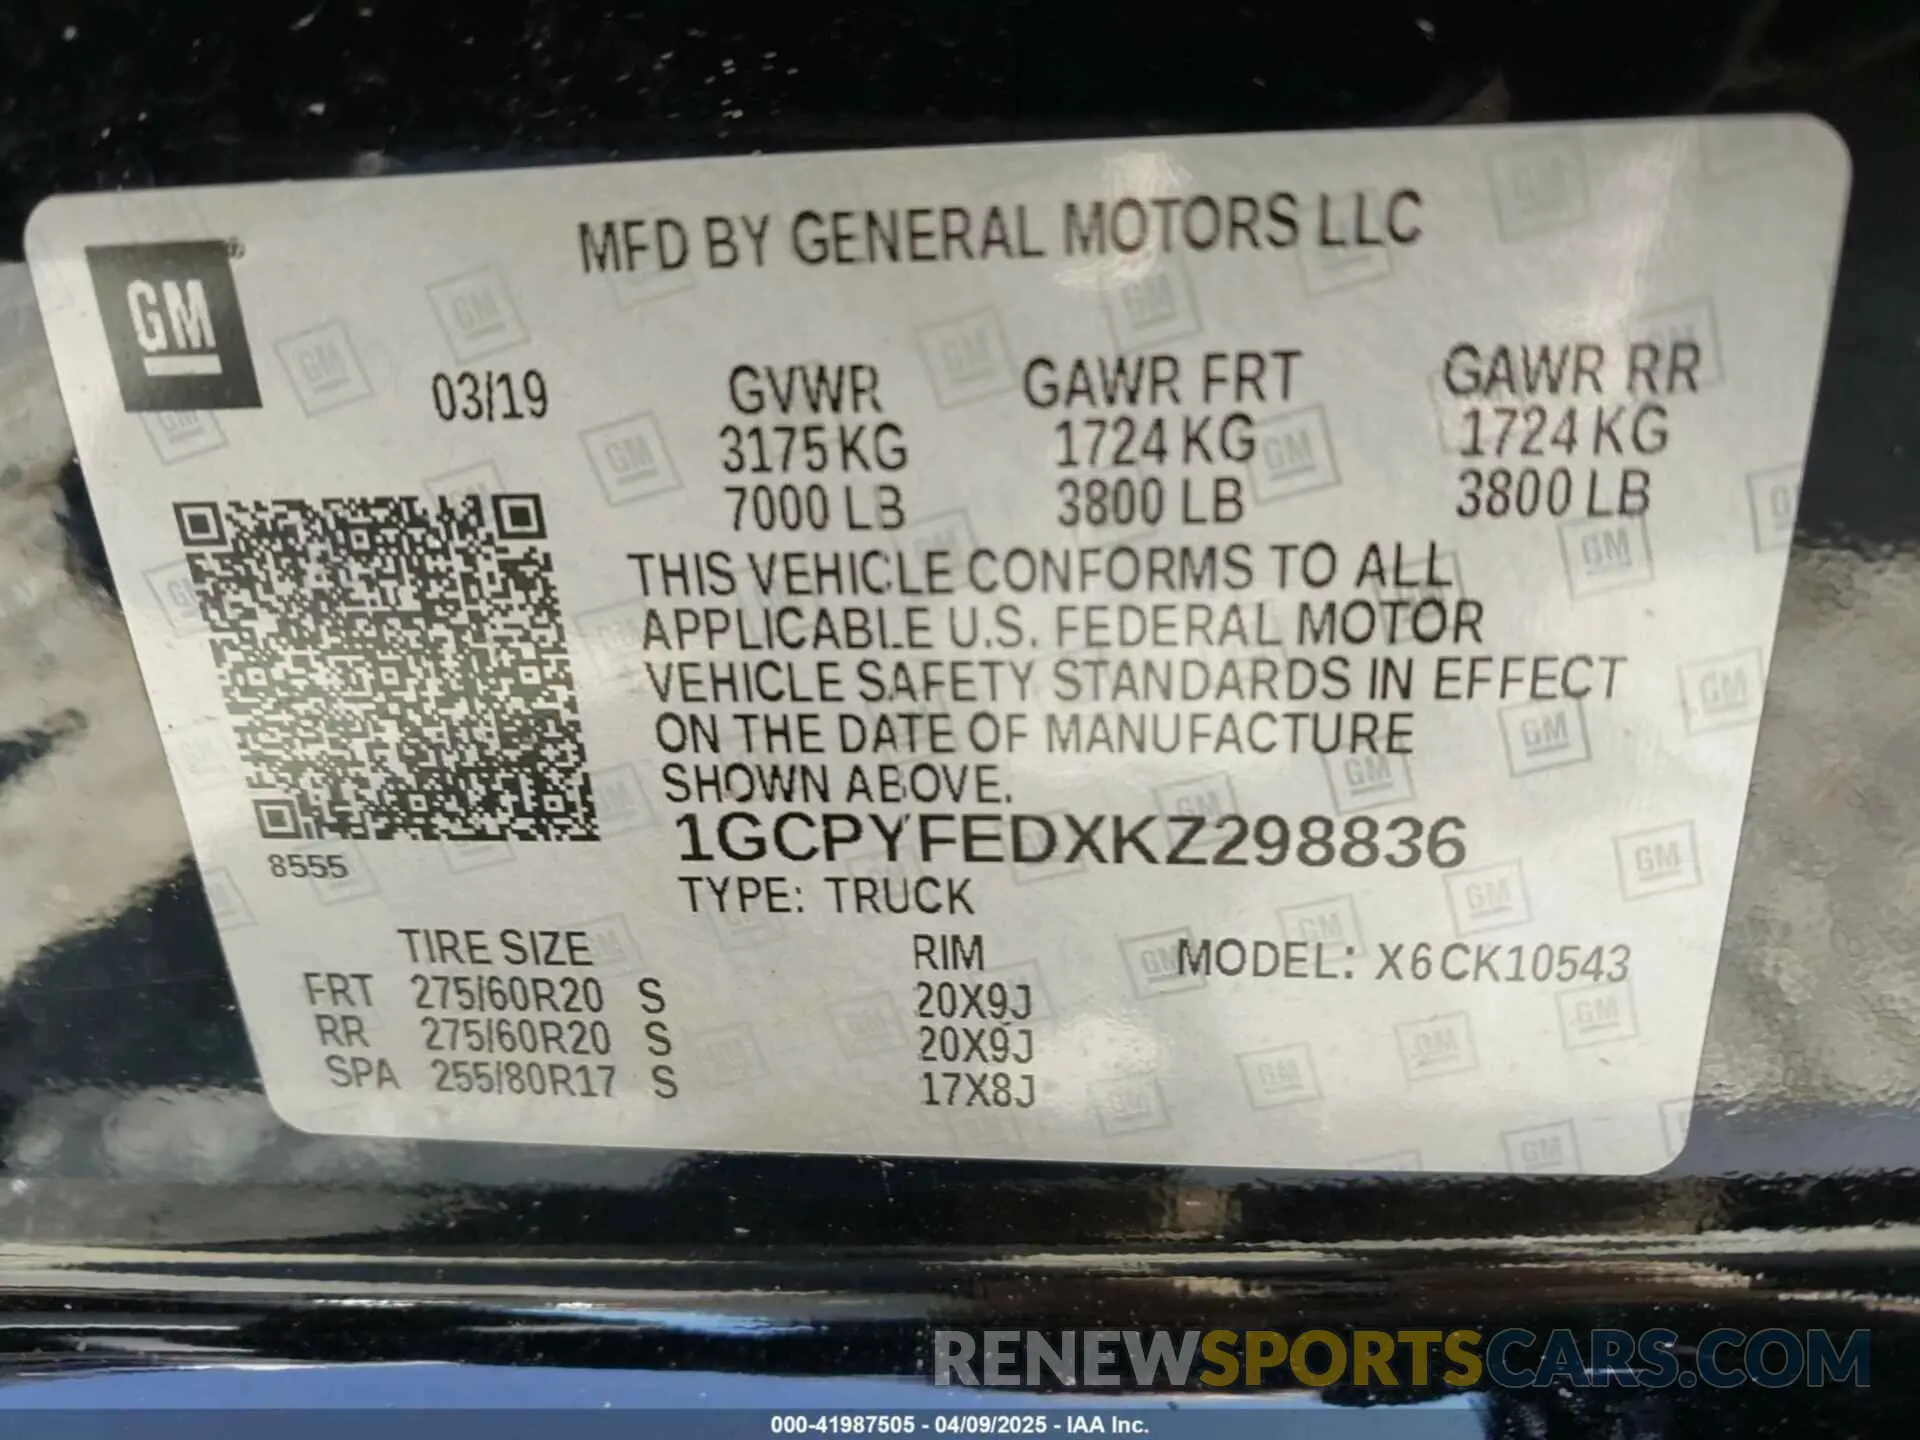 MFD BY GENERAL MOTORS LLC
GM
03/19
GVWR GAWR FRT GAWR RR
3175 KG 1724 KG 1724 KG
7000 LB 3800 LB 3800 LB
THIS VEHICLE CONFORMS TO ALL
APPLICABLE U.S. FEDERAL MOTOR
VEHICLE SAFETY STANDARDS IN EFFECT
ON THE DATE OF MANUFACTURE
SHOWN ABOVE.
1GCPYFEDXKZ298836
8555
TYPE: TRUCK
TIRE SIZE RIM MODEL: X6CK10543
FRT 275/60R20 S 20X9J
RR 275/60R20 S 20X9J
SPA 255/80R17 S 17X8J
RENEWSPORTSCARS.COM
000-41987505 - 04/09/2025 - IAA Inc.